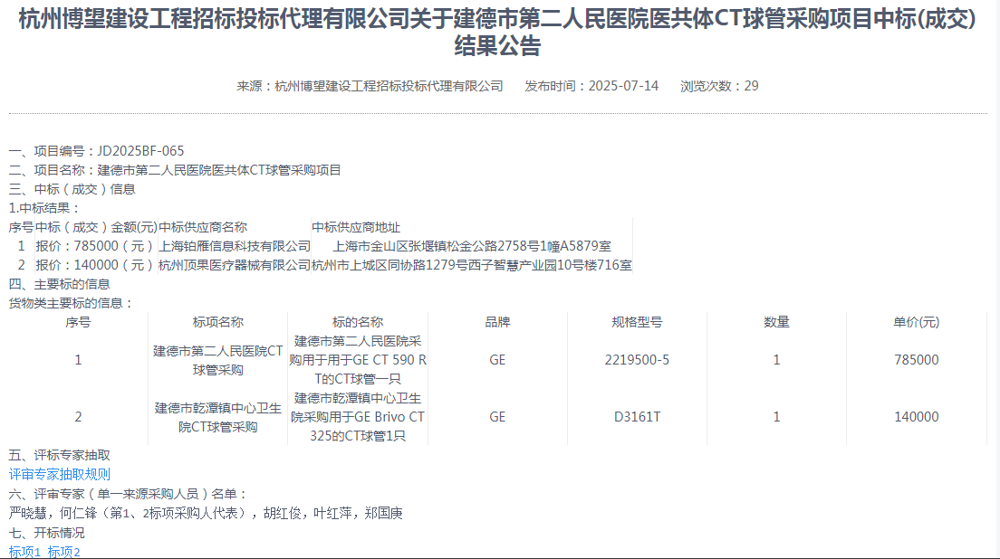 杭州博望建设工程招标投标代理有限公司关于建德市第二人民医院医共体CT球管采购项目中标(成交)
结果公告
来源：杭州博望建设工程招标投标代理有限公司 发布时间：2025-07-14 浏览次数：29
一、项目编号：JD2025BF-065
二、项目名称：建德市第二人民医院医共体CT球管采购项目
三、中标（成交）信息
1.中标结果：
序号 中标（成交）金额(元) 中标供应商名称 中标供应商地址
1 报价：785000（元） 上海铂雁信息科技有限公司 上海市金山区张堰镇松金公路2758号1幢A5879室
2 报价：140000（元） 杭州顶果医疗器械有限公司 杭州市上城区同协路1279号西子智慧产业园10号楼716室
四、主要标的信息
货物类主要标的信息：
序号 标项名称 标的名称 品牌 规格型号 数量 单价(元)
1 建德市第二人民医院CT
球管采购
建德市第二人民医院采
购用于用于GE CT 590 R
T的CT球管一只
GE 2219500-5 1 785000
2 建德市乾潭镇中心卫生
院CT球管采购
建德市乾潭镇中心卫生
院采购用于GE Brivo CT
325的CT球管1只
GE D3161T 1 140000
五、评标专家抽取
评审专家抽取规则
六、评审专家（单一来源采购人员）名单：
严晓慧，何仁锋（第1、2标项采购人代表），胡红俊，叶红萍，郑国庚
七、开标情况
标项1 标项2